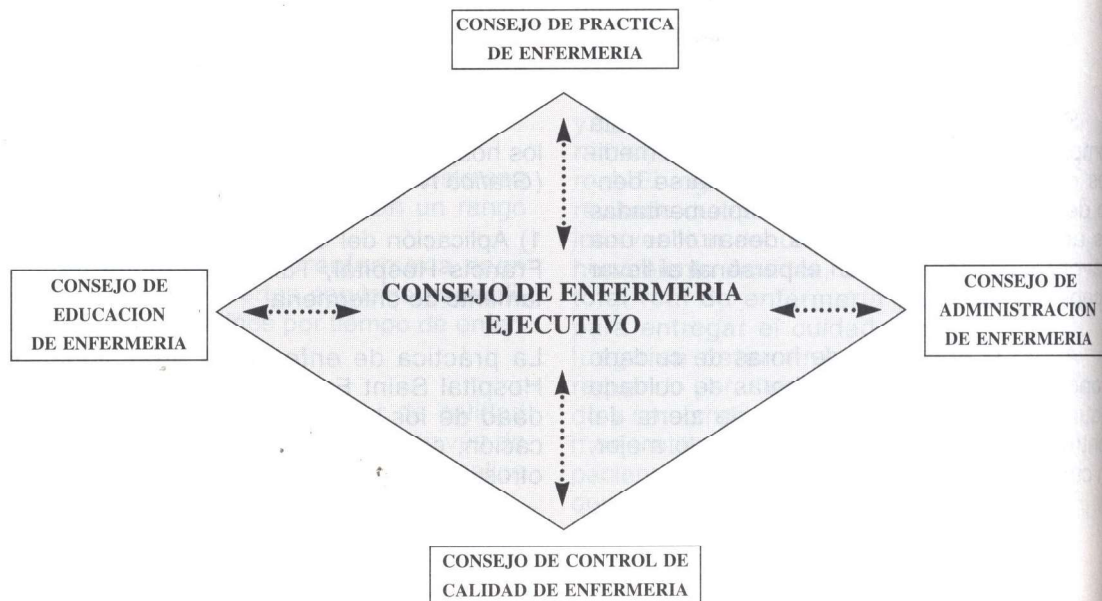 CONSEJO DE PRACTICA
DE ENFERMERIA
CONSEJO DE
EDUCACION
DE ENFERMERIA
CONSEJO DE ENFERMERIA
EJECUTIVO
CONSEJO DE
ADMINISTRACIÓN
DE ENFERMERIA
CONSEJO DE CONTROL DE
CALIDAD DE ENFERMERIA